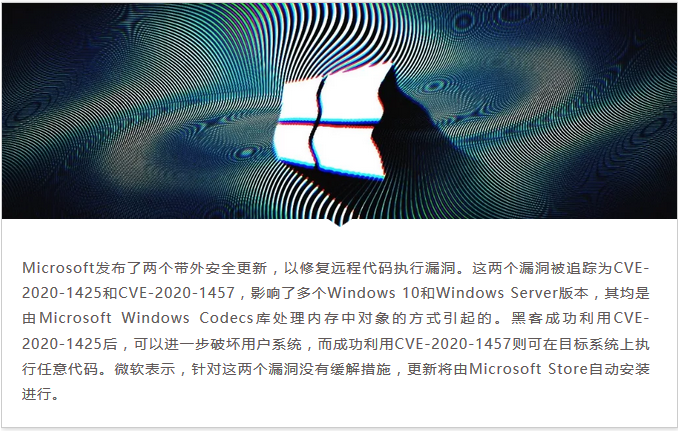 Microsoft发布了两个带外安全更新，以修复远程代码执行漏洞。这两个漏洞被追踪为CVE-
2020-1425和CVE-2020-1457，影响了多个Windows 10和Windows Server版本，其均是
由Microsoft Windows Codecs库处理内存中对象的方式引起的。黑客成功利用CVE-
2020-1425后，可以进一步破坏用户系统，而成功利用CVE-2020-1457则可在目标系统上执
行任意代码。微软表示，针对这两个漏洞没有缓解措施，更新将由Microsoft Store自动安装
进行。